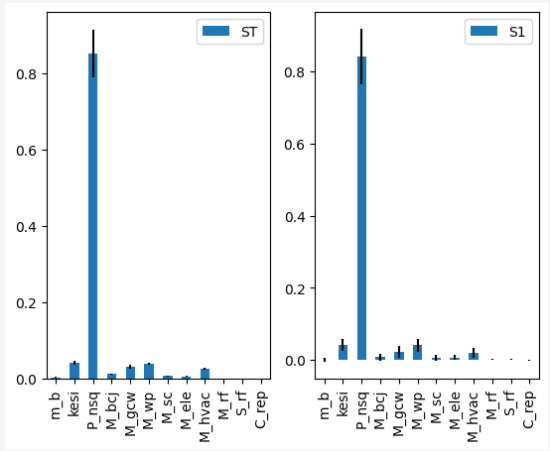 ST
0.8
0.6
0.4
0.2
0.0
m_b
kesi
P_nsq
M_bcj
M_gcw
M_wp
M_sc
M_ele
M_hvac
M_rf
S_rf
C_rep
S1
0.8
0.6
0.4
0.2
0.0
m_b
kesi
P_nsq
M_bcj
M_gcw
M_wp
M_sc
M_ele
M_hvac
M_rf
S_rf
C_rep